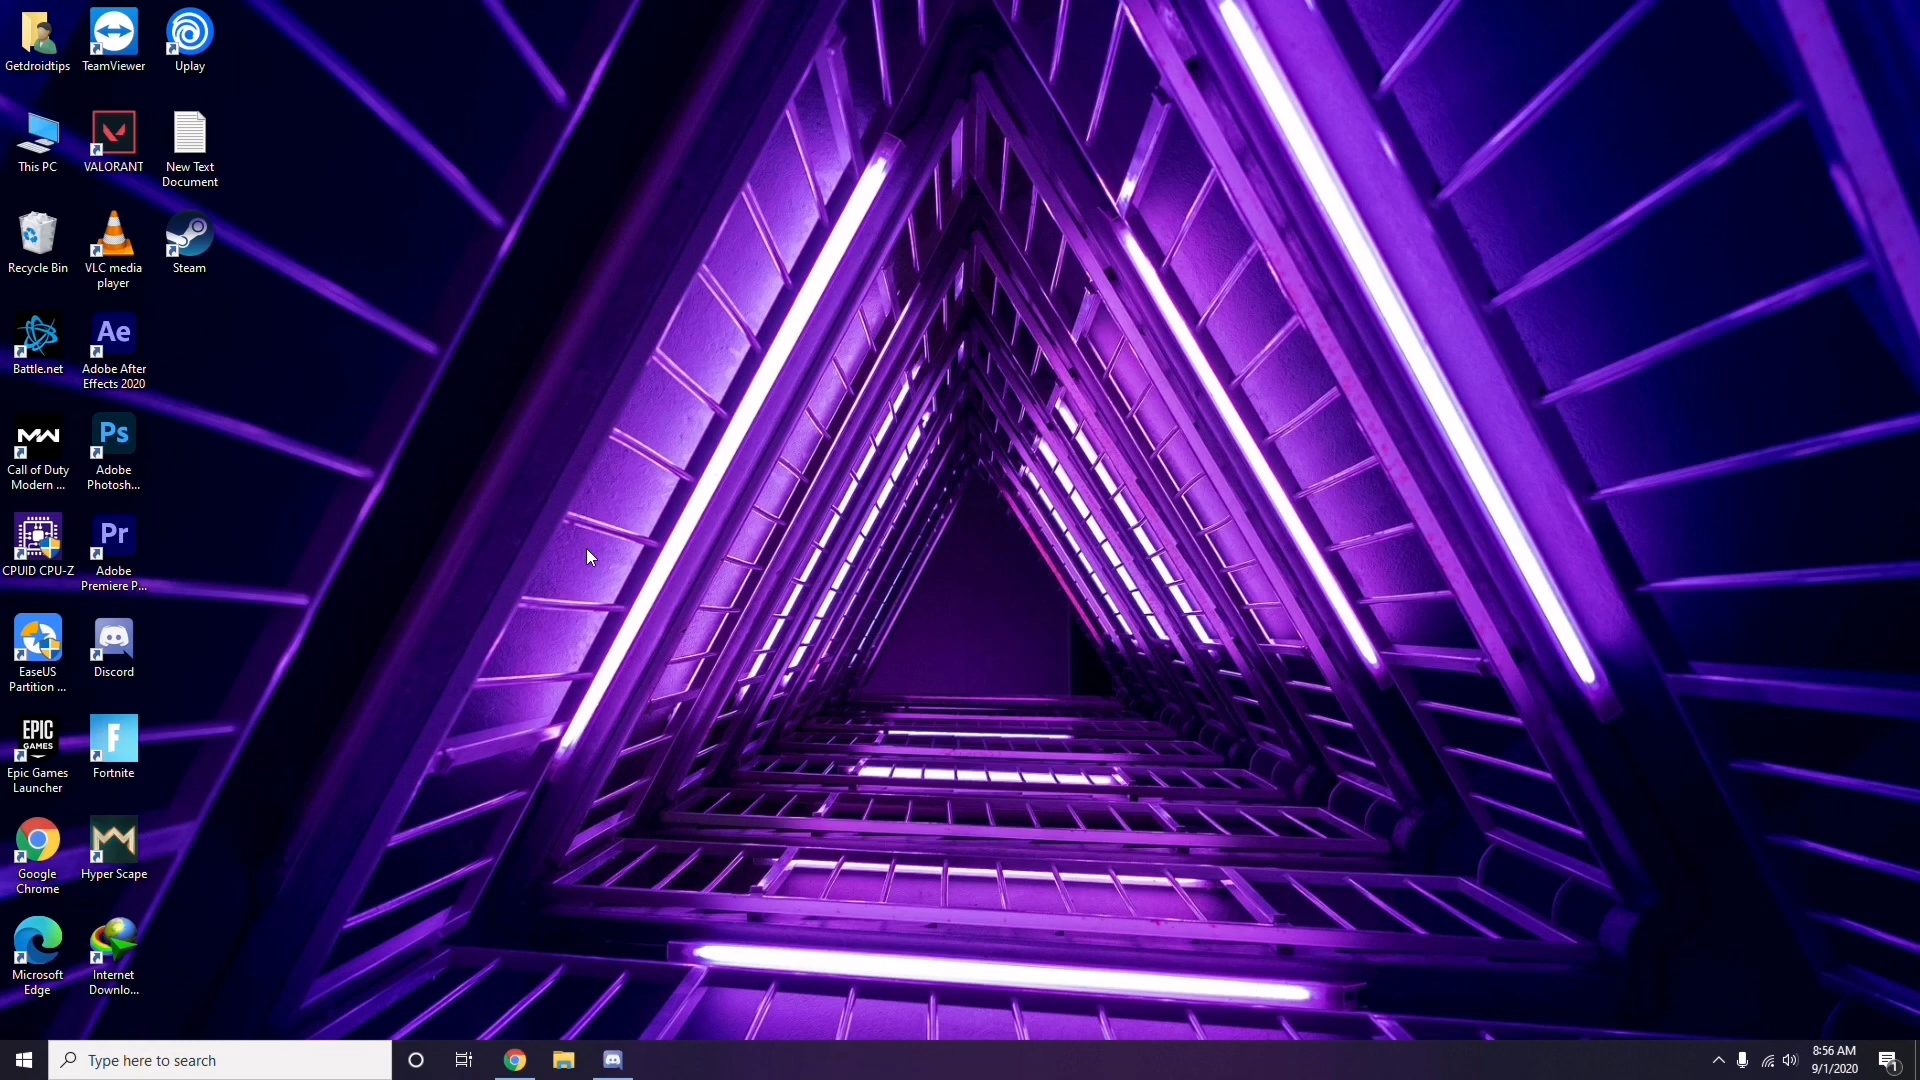 Getdroidtips
TeamViewer
Uplay
This PC
VALORANT
New Text
Document
Recycle Bin
VLC media
player
Steam
Battle.net
Ae
Adobe After
Effects 2020
MW
Call of Duty
Modern ...
Ps
Adobe
Photosh...
CPUID CPU-Z
Pr
Adobe
Premiere P...
EaseUS
Partition ...
Discord
EPIC
GAMES
Epic Games
Launcher
F
Fortnite
Google
Chrome
Hyper Scape
Microsoft
Edge
Internet
Downlo...
Type here to search
8:56 AM
9/1/2020
1